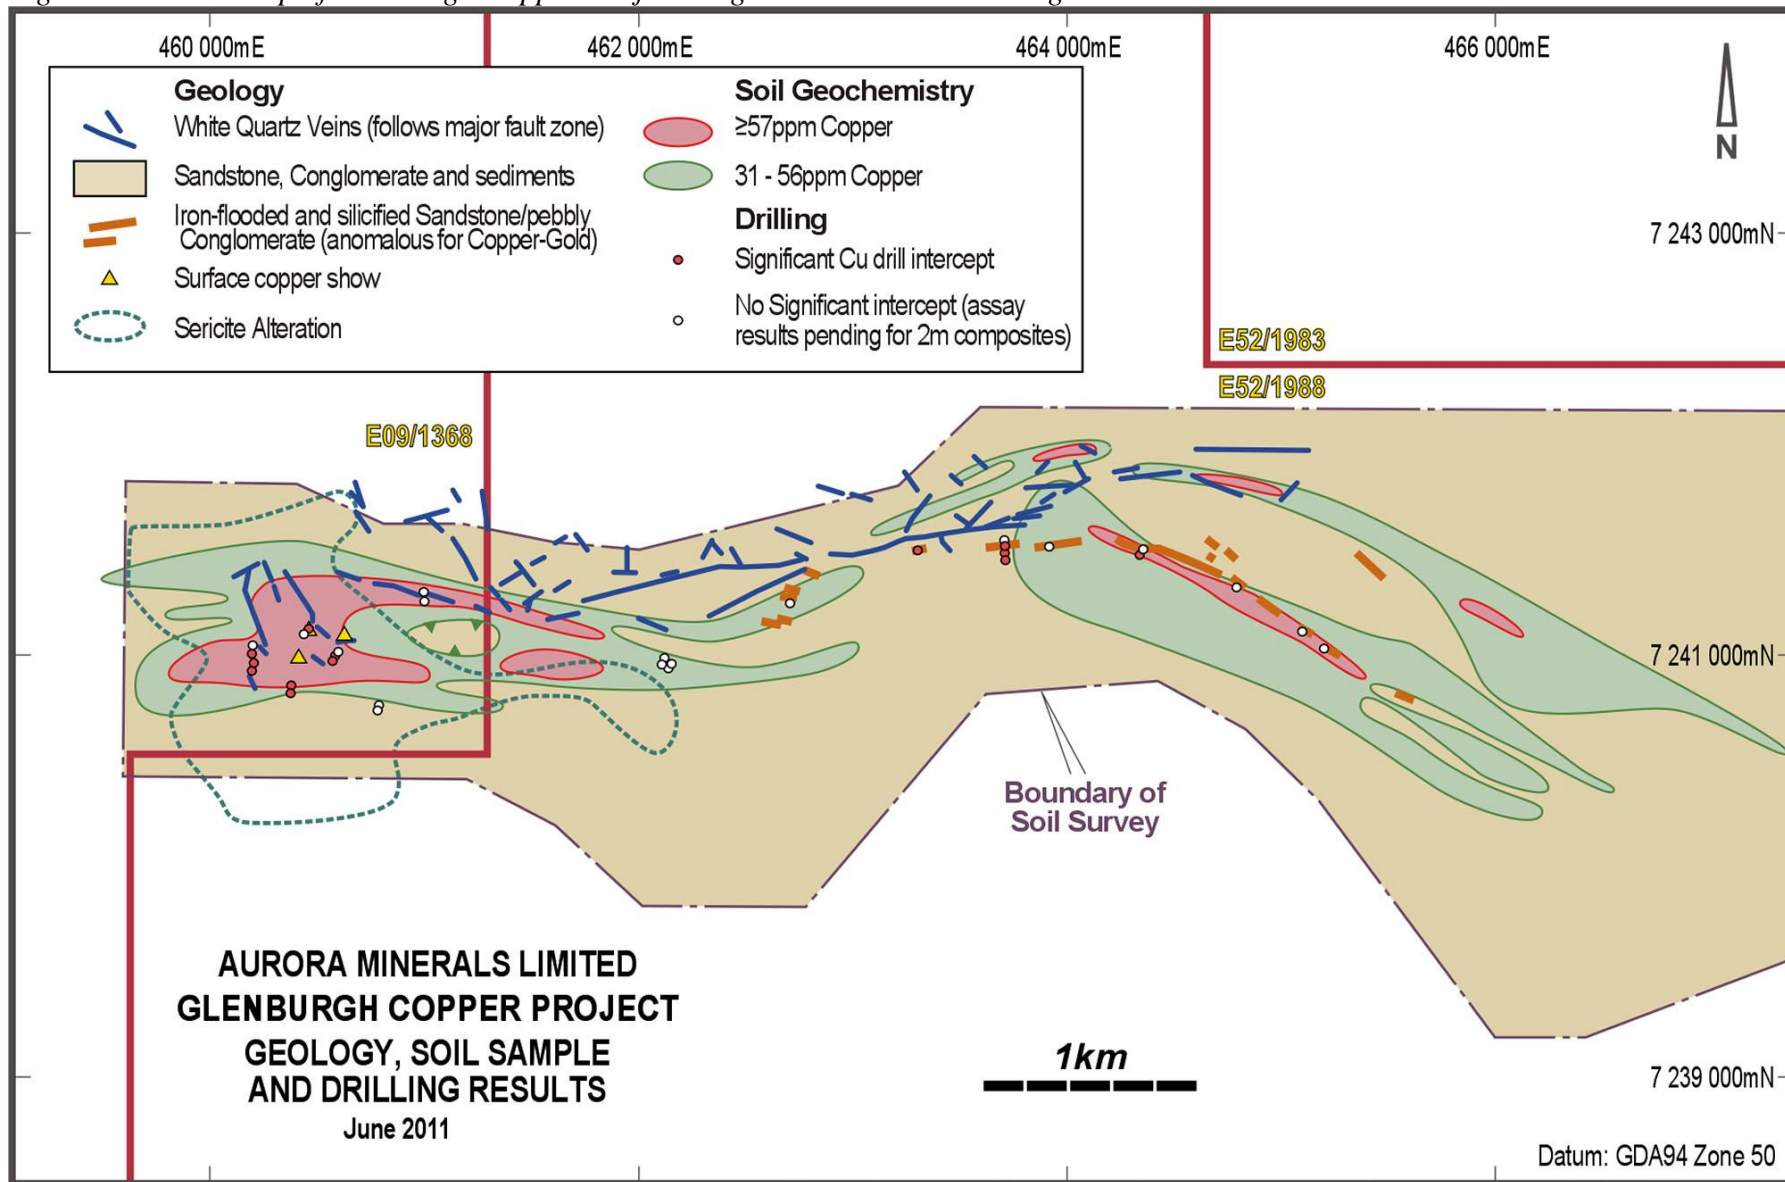 460 000mE
462 000mE
464 000mE
466 000mE
Geology
White Quartz Veins (follows major fault zone)
Sandstone, Conglomerate and sediments
Iron-flooded and silicified Sandstone/pebbly
Conglomerate (anomalous for Copper-Gold)
Surface copper show
Sericite Alteration
Soil Geochemistry
≥57ppm Copper
31 - 56ppm Copper
Drilling
Significant Cu drill intercept
No Significant intercept (assay
results pending for 2m composites)
N
7 243 000mN
E52/1983
E52/1988
E09/1368
7 241 000mN
Boundary of
Soil Survey
AURORA MINERALS LIMITED
GLENBURGH COPPER PROJECT
GEOLOGY, SOIL SAMPLE
AND DRILLING RESULTS
June 2011
1km
7 239 000mN
Datum: GDA94 Zone 50